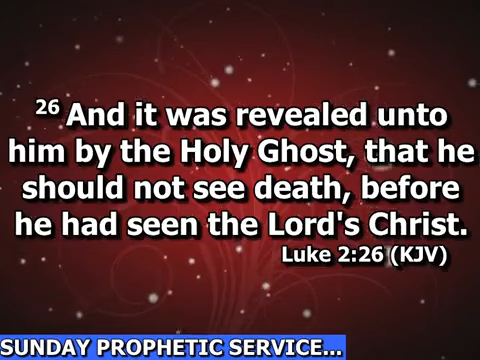 26 And it was revealed unto
him by the Holy Ghost, that he
should not see death, before
he had seen the Lord's Christ.
Luke 2:26 (KJV)
SUNDAY PROPHETIC SERVICE...